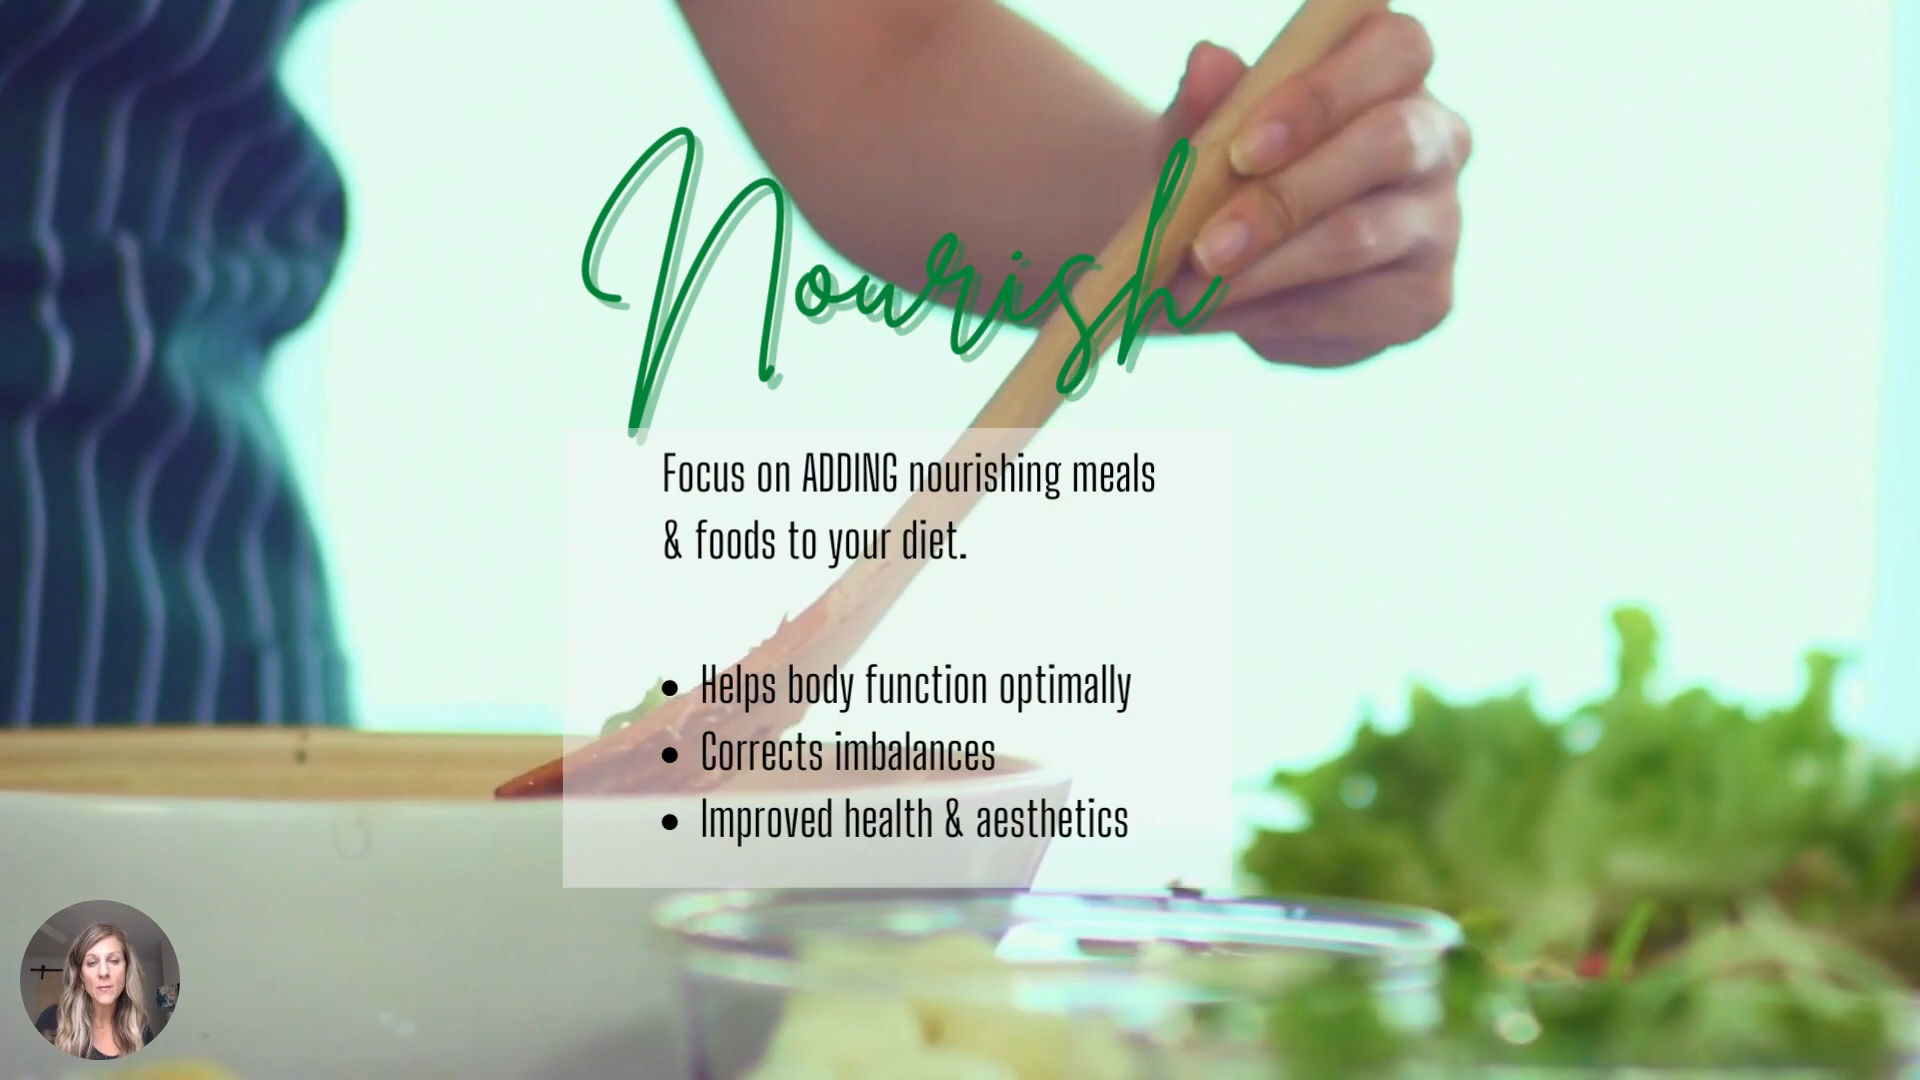 Nourish
Focus on ADDING nourishing meals
& foods to your diet.
• Helps body function optimally
• Corrects imbalances
• Improved health & aesthetics